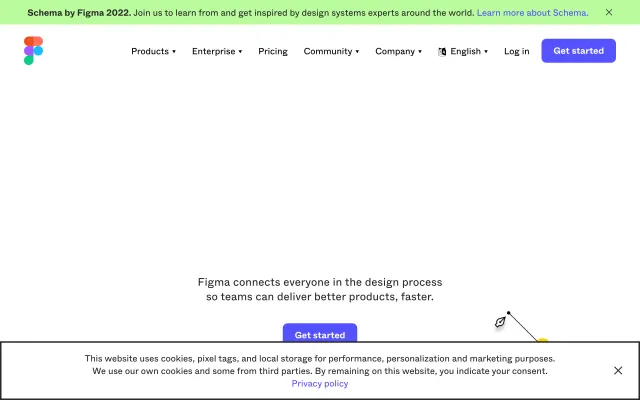 Schema by Figma 2022. Join us to learn from and get inspired by design systems experts around the world. Learn more about Schema.
Products Enterprise Pricing Community Company English Log in Get started
Figma connects everyone in the design process
so teams can deliver better products, faster.
Get started
This website uses cookies, pixel tags, and local storage for performance, personalization and marketing purposes.
We use our own cookies and some from third parties. By remaining on this website, you indicate your consent.
Privacy policy